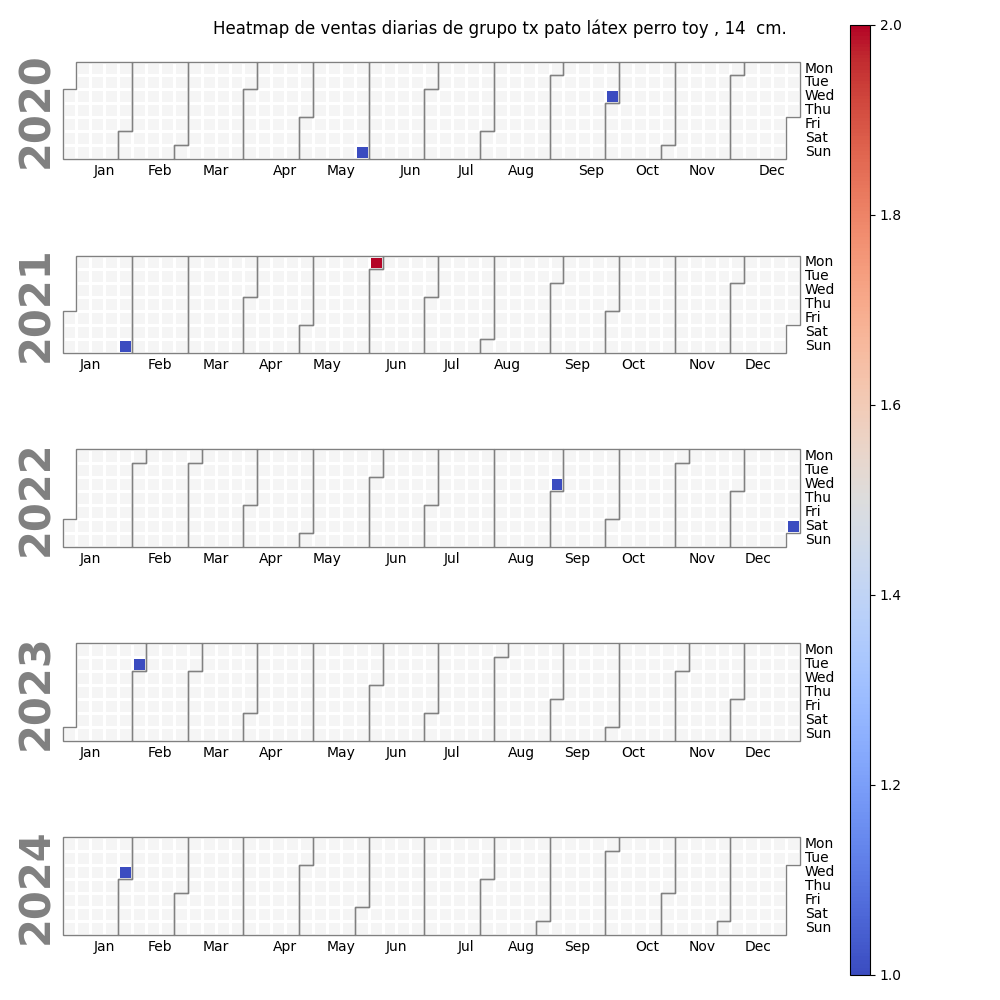 Heatmap de ventas diarias de grupo tx pato látex perro toy , 14  cm.
2020
Mon
Tue
Wed
Thu
Fri
Sat
Sun
Jan Feb Mar Apr May Jun Jul Aug Sep Oct Nov Dec
2021
Mon
Tue
Wed
Thu
Fri
Sat
Sun
Jan Feb Mar Apr May Jun Jul Aug Sep Oct Nov Dec
2022
Mon
Tue
Wed
Thu
Fri
Sat
Sun
Jan Feb Mar Apr May Jun Jul Aug Sep Oct Nov Dec
2023
Mon
Tue
Wed
Thu
Fri
Sat
Sun
Jan Feb Mar Apr May Jun Jul Aug Sep Oct Nov Dec
2024
Mon
Tue
Wed
Thu
Fri
Sat
Sun
Jan Feb Mar Apr May Jun Jul Aug Sep Oct Nov Dec
2.0
1.8
1.6
1.4
1.2
1.0